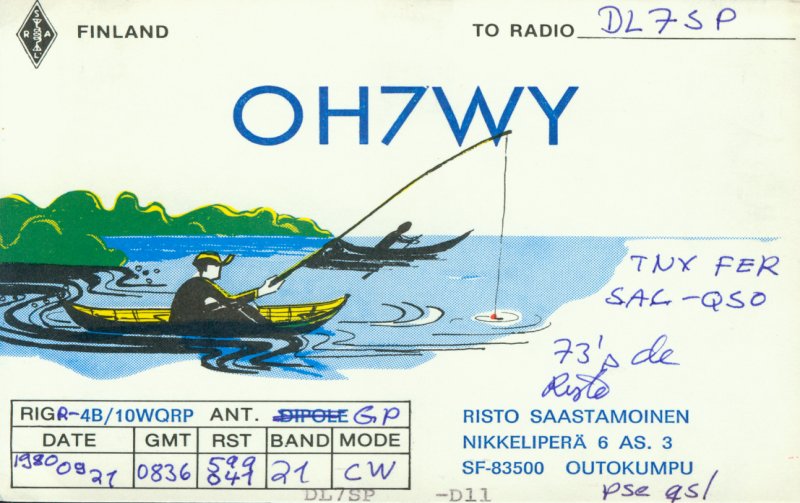 S
R A
A
L
FINLAND
TO RADIO DL7SP
OH7WY
TNX FER
SAC-QSO
73's de
Risto
RIG R-4B/10WQRP ANT. DIPOLE GP
DATE GMT RST BAND MODE
1980 09 21 0836 599 21 CW
RISTO SAASTAMOINEN
NIKKELIPERÄ 6 AS. 3
SF-83500 OUTOKUMPU
pse qsl
DL7SP -D11